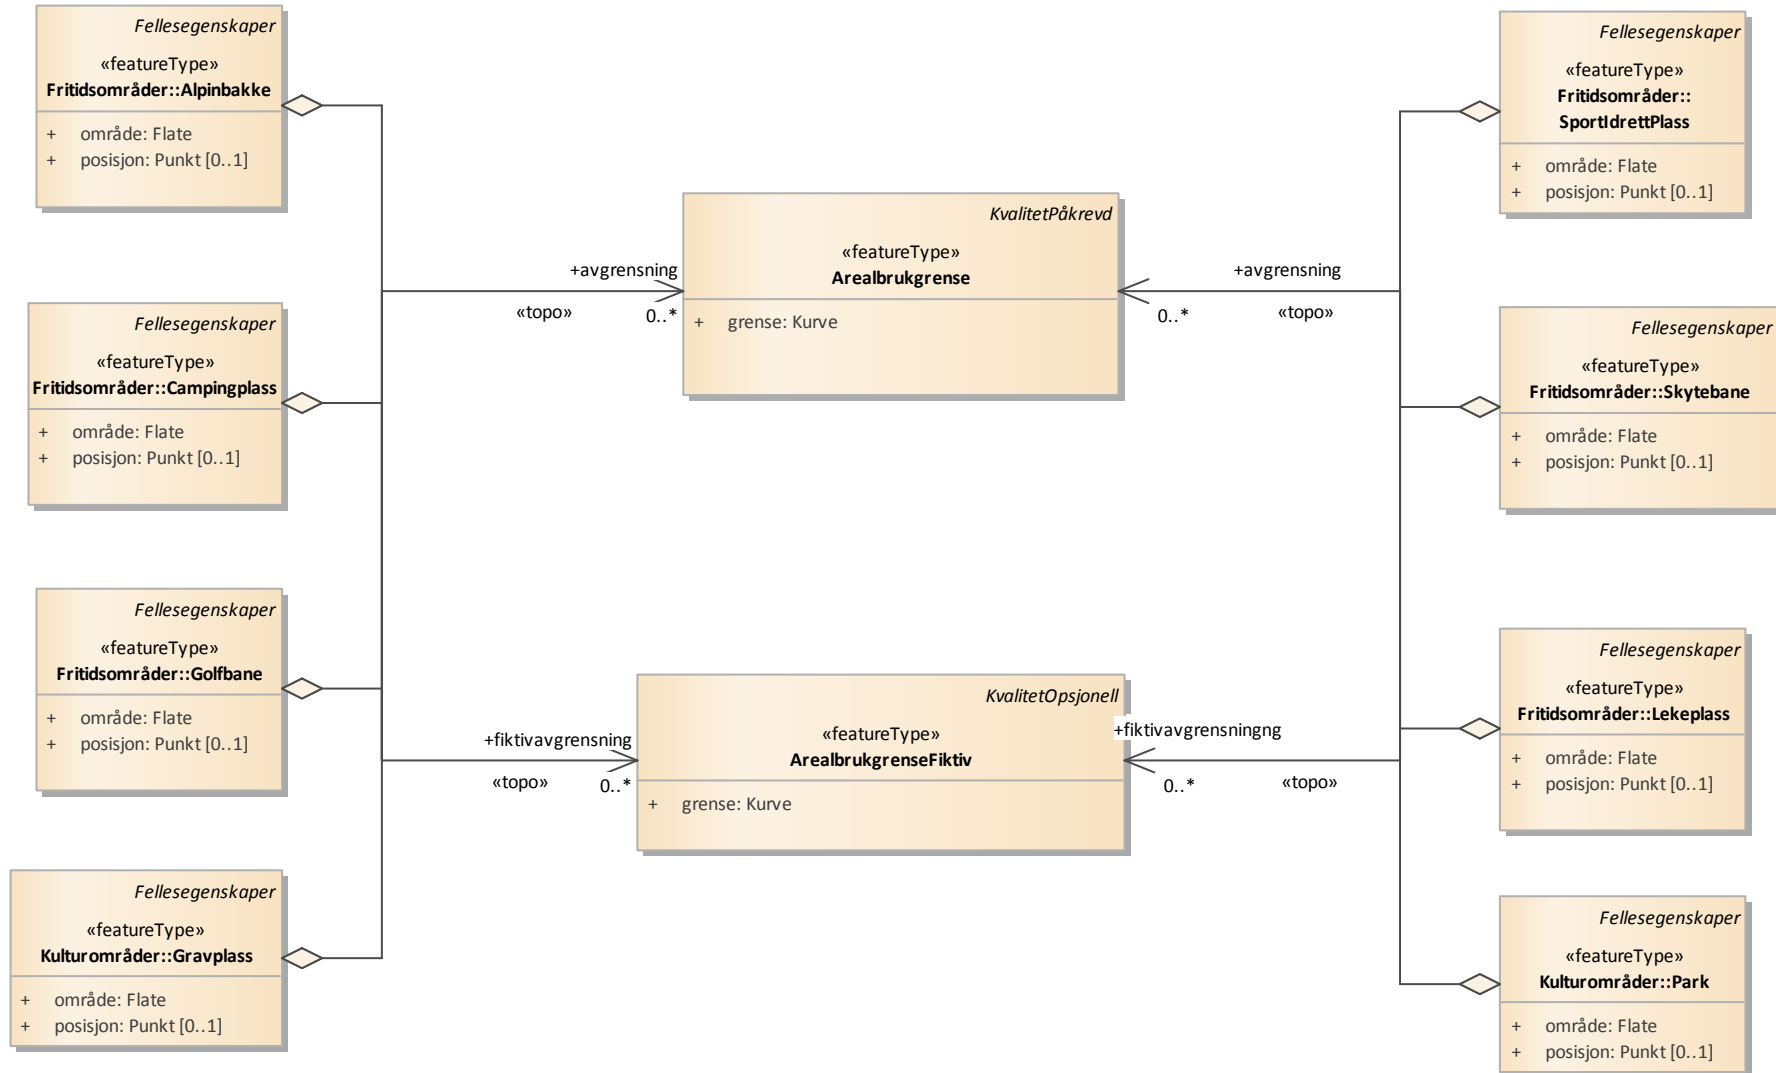 Fellesegenskaper
«featureType»
Fritidsområder::Alpinbakke
+ område: Flate
+ posisjon: Punkt [0..1]
Fellesegenskaper
«featureType»
Fritidsområder::Campingplass
+ område: Flate
+ posisjon: Punkt [0..1]
Fellesegenskaper
«featureType»
Fritidsområder::Golfbane
+ område: Flate
+ posisjon: Punkt [0..1]
Fellesegenskaper
«featureType»
Kulturområder::Gravplass
+ område: Flate
+ posisjon: Punkt [0..1]
+avgrensning
«topo»
0..*
KvalitetPåkrevd
«featureType»
Arealbrukgrense
+ grense: Kurve
+avgrensning
0..*
«topo»
+fiktivavgrensning
«topo»
0..*
KvalitetOpsjonell
«featureType»
ArealbrukgrenseFiktiv
+ grense: Kurve
+fiktivavgrensningng
0..*
«topo»
Fellesegenskaper
«featureType»
Fritidsområder::
SportIdrettPlass
+ område: Flate
+ posisjon: Punkt [0..1]
Fellesegenskaper
«featureType»
Fritidsområder::Skytebane
+ område: Flate
+ posisjon: Punkt [0..1]
Fellesegenskaper
«featureType»
Fritidsområder::Lekeplass
+ område: Flate
+ posisjon: Punkt [0..1]
Fellesegenskaper
«featureType»
Kulturområder::Park
+ område: Flate
+ posisjon: Punkt [0..1]